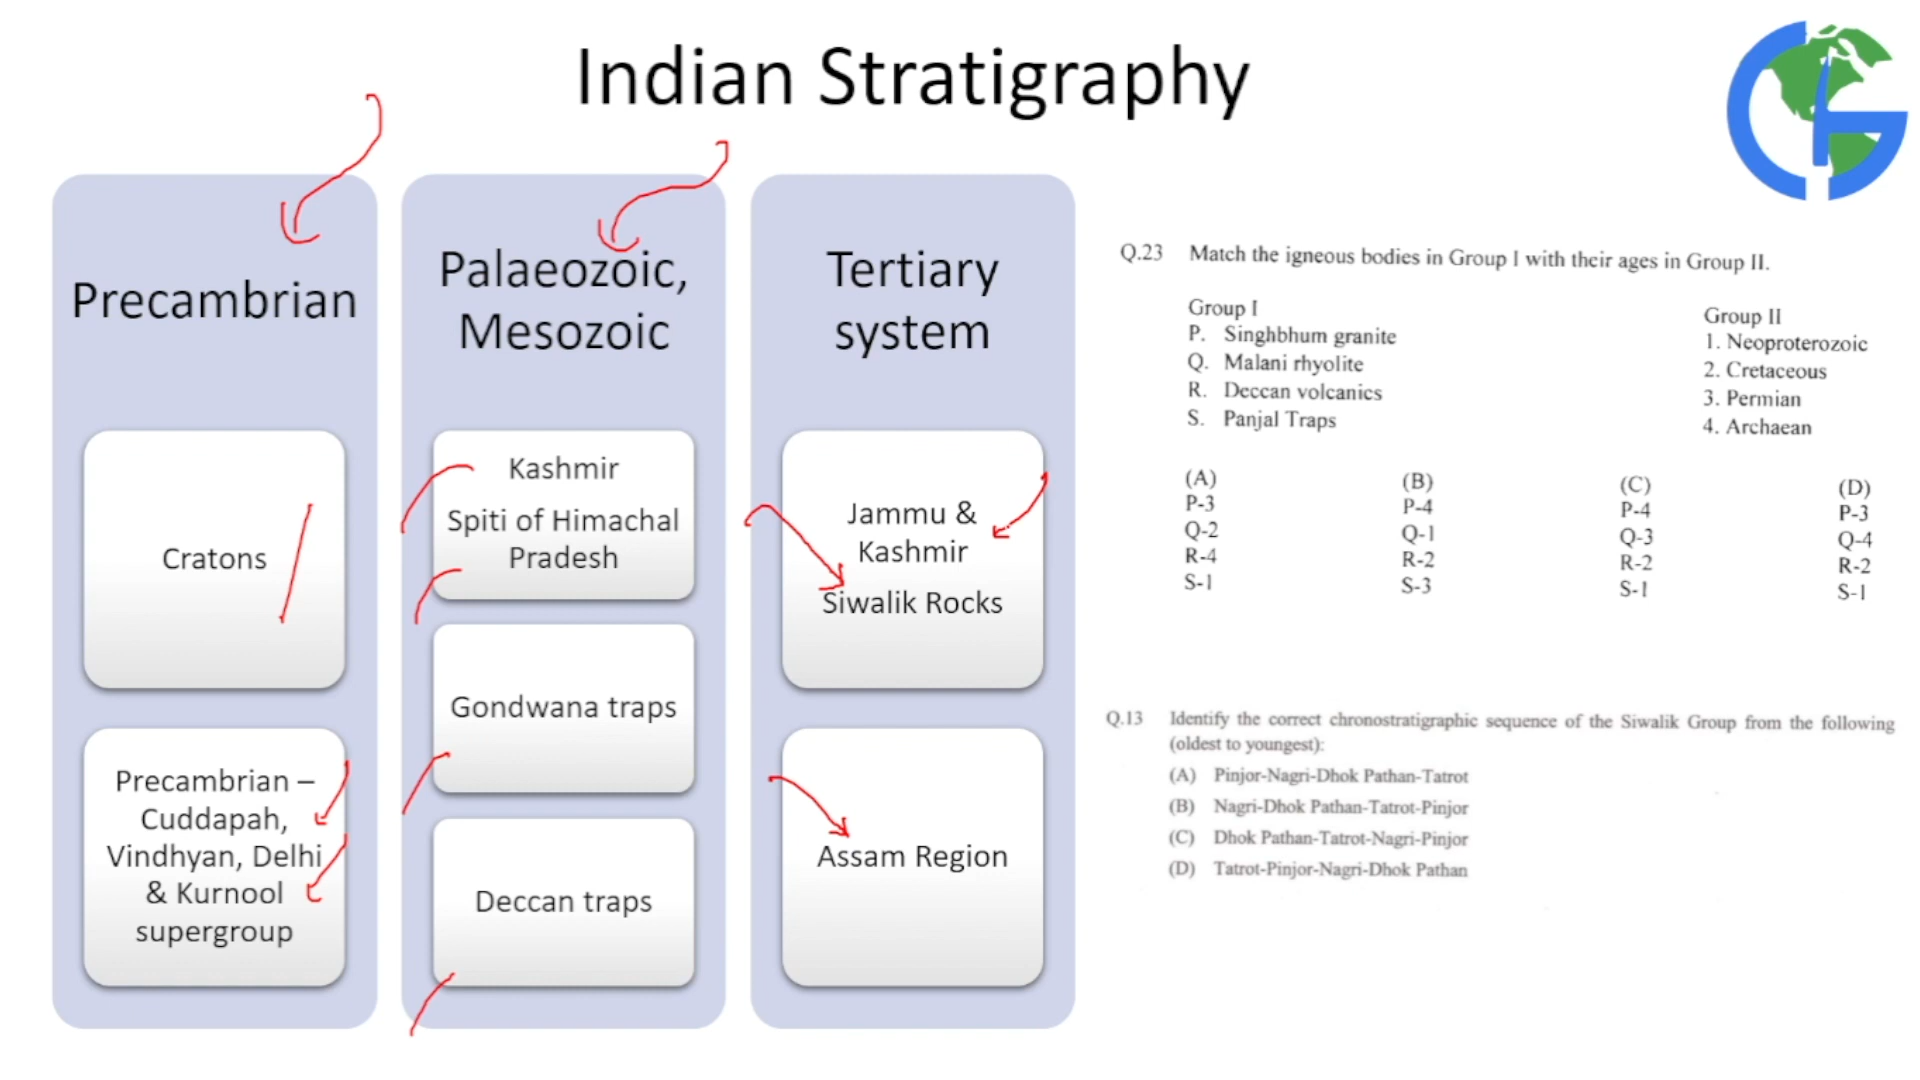 Indian Stratigraphy
Precambrian
Cratons
Precambrian –
Cuddapah,
Vindhyan, Delhi
& Kurnool
supergroup
Palaeozoic,
Mesozoic
Kashmir
Spiti of Himachal
Pradesh
Gondwana traps
Deccan traps
Tertiary
system
Jammu &
Kashmir
Siwalik Rocks
Assam Region
Q.23 Match the igneous bodies in Group I with their ages in Group II.
Group I
P. Singhbhum granite
Q. Malani rhyolite
R. Deccan volcanics
S. Panjal Traps
Group II
1. Neoproterozoic
2. Cretaceous
3. Permian
4. Archaean
(A)
P-3
Q-2
R-4
S-1
(B)
P-4
Q-1
R-2
S-3
(C)
P-4
Q-3
R-2
S-1
(D)
P-3
Q-4
R-2
S-1
Q.13 Identify the correct chronostratigraphic sequence of the Siwalik Group from the following
(oldest to youngest):
(A) Pinjor-Nagri-Dhok Pathan-Tatrot
(B) Nagri-Dhok Pathan-Tatrot-Pinjor
(C) Dhok Pathan-Tatrot-Nagri-Pinjor
(D) Tatrot-Pinjor-Nagri-Dhok Pathan